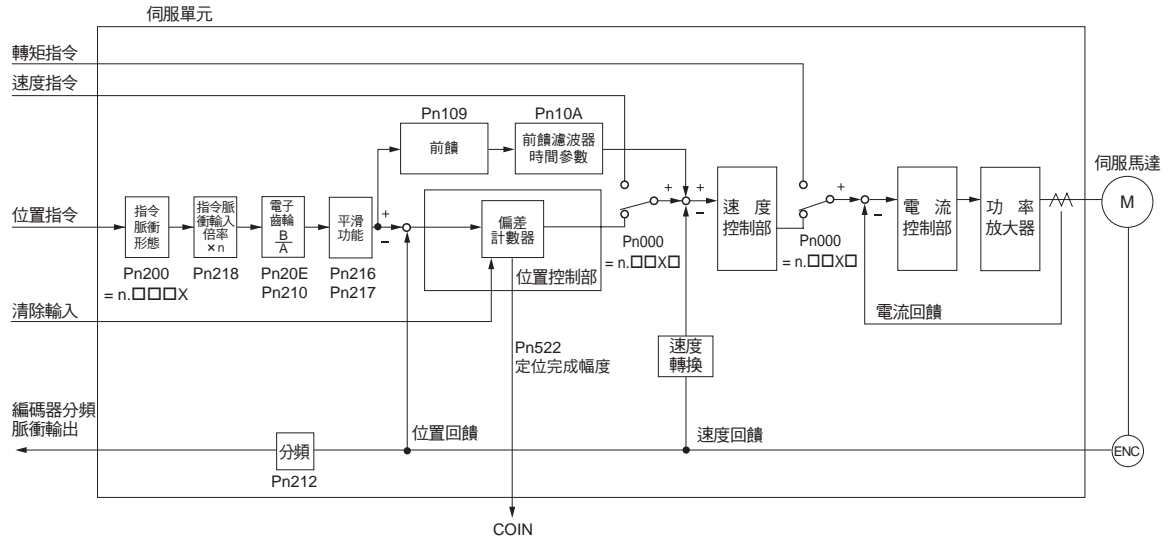 伺服單元
轉矩指令
速度指令
Pn109
Pn10A
前饋
前饋濾波器
時間參數
伺服馬達
M
位置指令
指令
脈衝
形態
指令脈
衝輸入
倍率
×n
電子
齒輪
B
A
平滑
功能
+
-
偏差
計數器
位置控制部
+
+
-
速 度
控制部
+
-
電 流
控制部
功 率
放大器
Pn200
= n.□□□X
Pn218
Pn20E
Pn210
Pn216
Pn217
Pn000
= n.□□X□
Pn000
= n.□□X□
清除輸入
Pn522
定位完成幅度
速度
轉換
電流回饋
編碼器分頻
脈衝輸出
分頻
Pn212
位置回饋
速度回饋
ENC
COIN